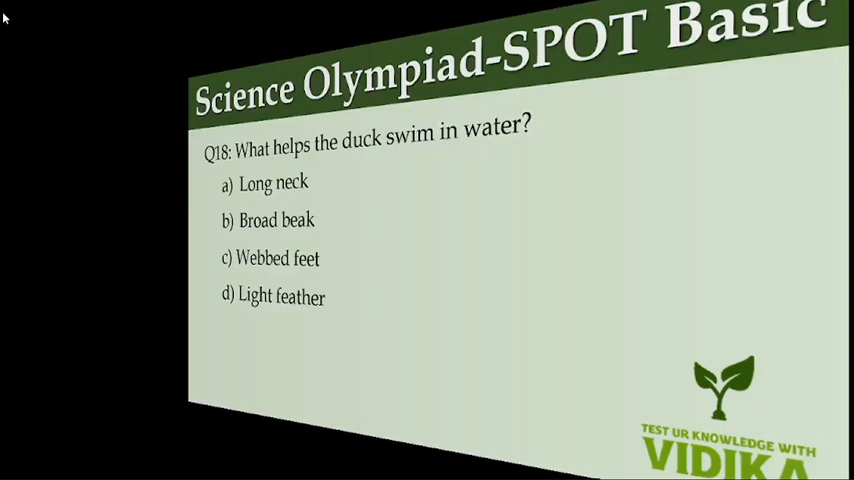 Science Olympiad-SPOT Basic
Q18: What helps the duck swim in water?
a) Long neck
b) Broad beak
c) Webbed feet
d) Light feather
TEST UR KNOWLEDGE WITH
VIDIKA